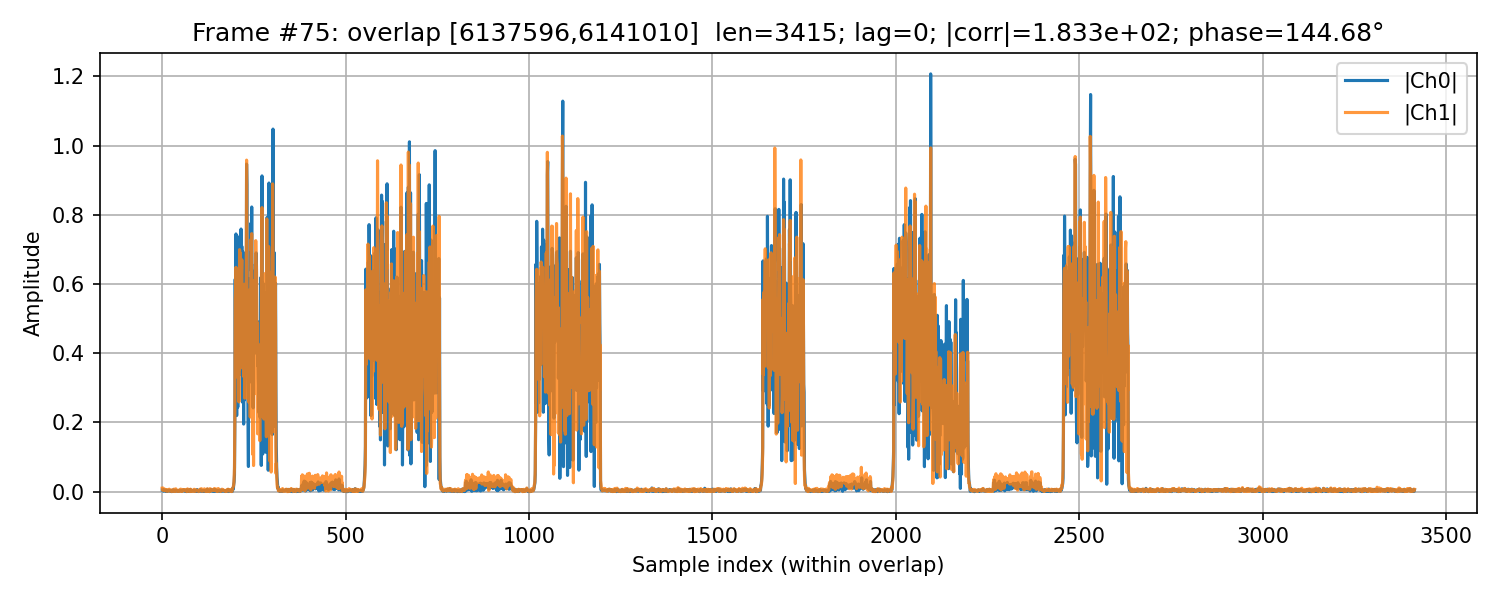 Frame #75: overlap [6137596,6141010]  len=3415; lag=0; |corr|=1.833e+02; phase=144.68°
|Ch0|
|Ch1|
Amplitude
1.2
1.0
0.8
0.6
0.4
0.2
0.0
0 500 1000 1500 2000 2500 3000 3500
Sample index (within overlap)